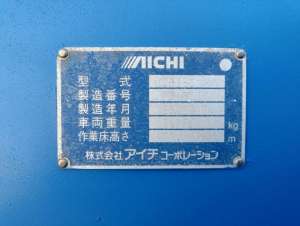 AICHI
型式
製造番号
製造年月
車両重量 kg
作業床高さ m
株式会社アイチコーポレーション